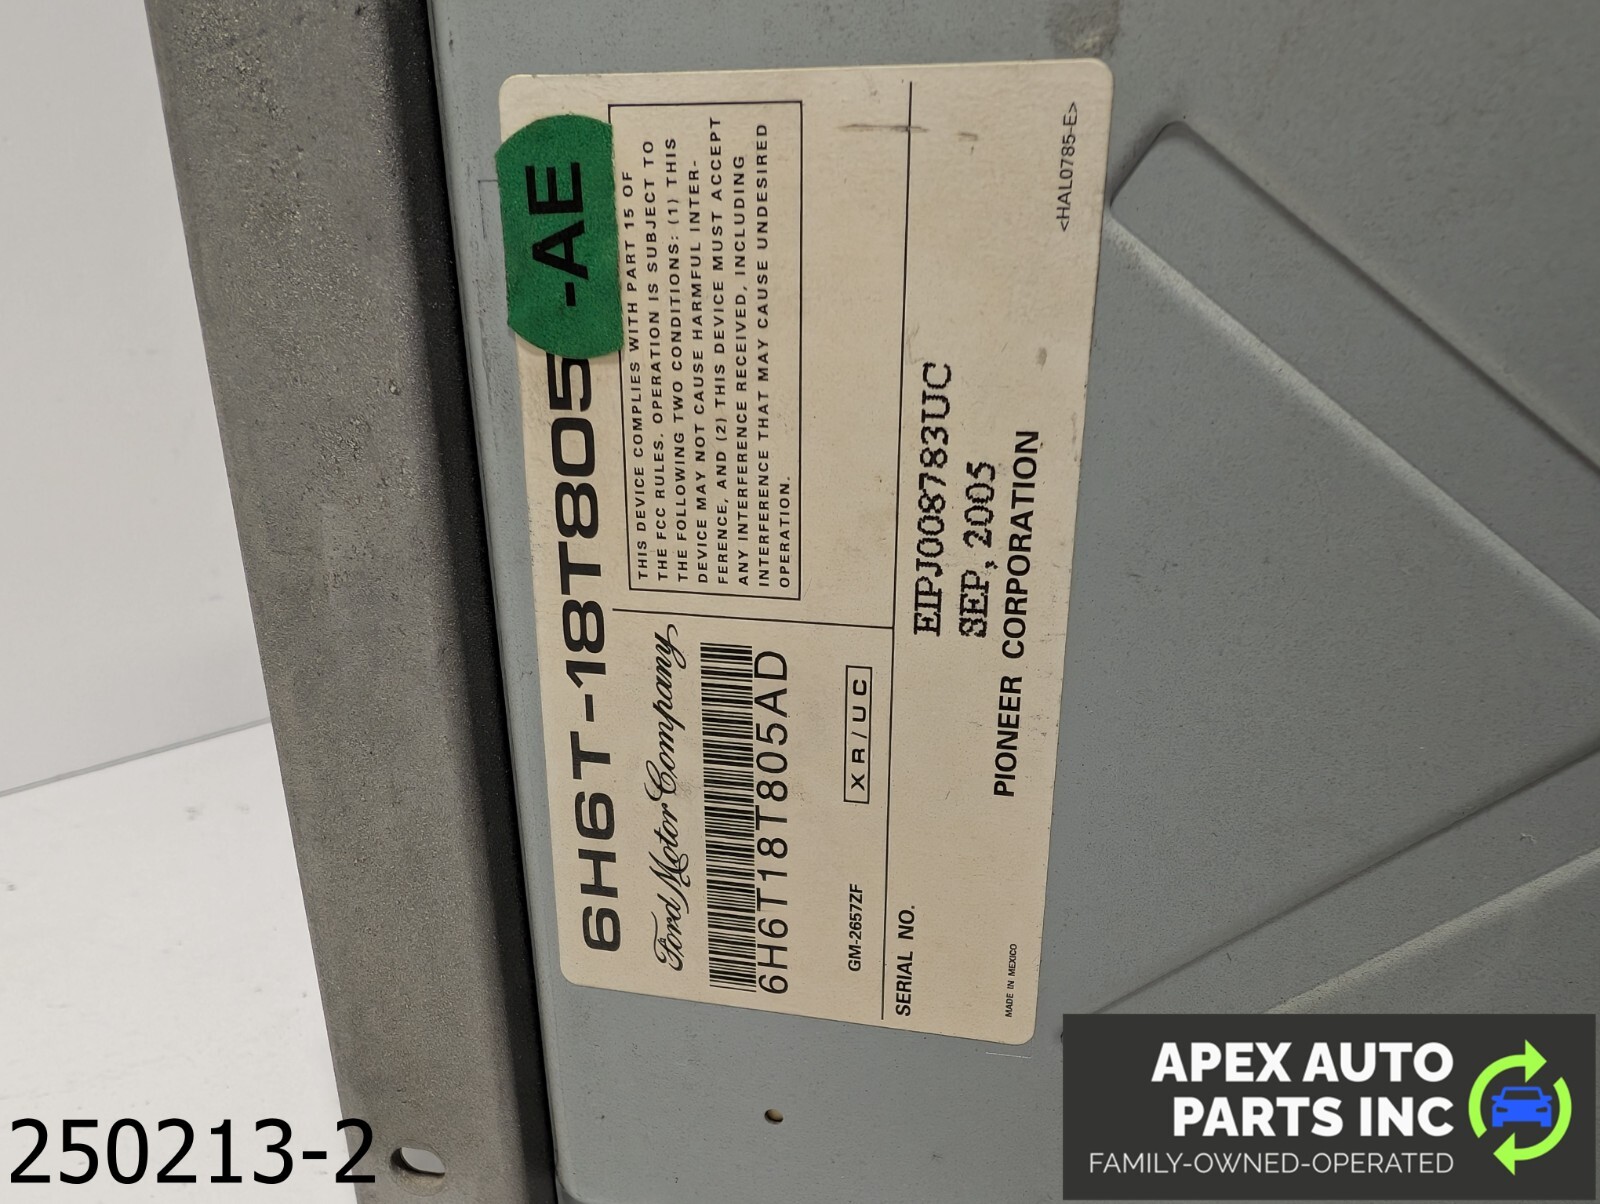 6H6T-18T805-AE
Ford Motor Company
6H6T18T805AD
GM-2657ZF
XR/UC
THIS DEVICE COMPLIES WITH PART 15 OF
THE FCC RULES. OPERATION IS SUBJECT TO
THE FOLLOWING TWO CONDITIONS: (1) THIS
DEVICE MAY NOT CAUSE HARMFUL INTER-
FERENCE, AND (2) THIS DEVICE MUST ACCEPT
ANY INTERFERENCE RECEIVED, INCLUDING
INTERFERENCE THAT MAY CAUSE UNDESIRED
OPERATION.
SERIAL NO.
EIPJ008783UC
SEP, 2005
PIONEER CORPORATION
MADE IN MEXICO
<HAL0785-E>
250213-2
APEX AUTO
PARTS INC
FAMILY-OWNED-OPERATED